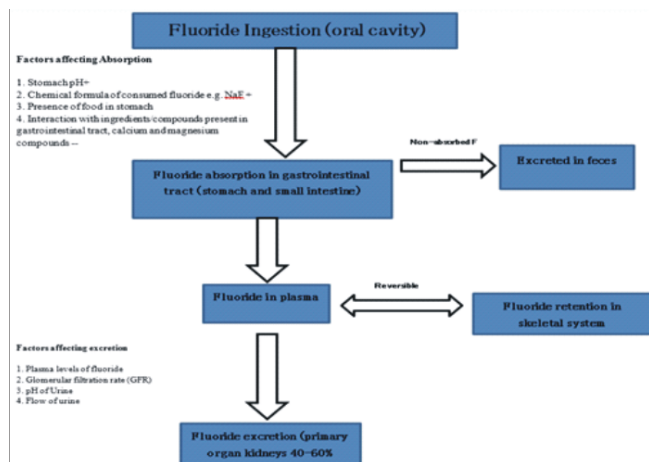 Fluoride Ingestion (oral cavity)
Factors affecting Absorption
1. Stomach pH+
2. Chemical formula of consumed fluoride e.g. NaF +
3. Presence of food in stomach
4. Interaction with ingredients/compounds present in
gastrointestinal tract, calcium and magnesium
compounds --
Fluoride absorption in gastrointestinal
tract (stomach and small intestine)
Non-absorbed F
Excreted in feces
Fluoride in plasma
Reversible
Fluoride retention in
skeletal system
Factors affecting excretion
1. Plasma levels of fluoride
2. Glomerular filtration rate (GFR)
3. pH of Urine
4. Flow of urine
Fluoride excretion (primary
organ kidneys 40-60%